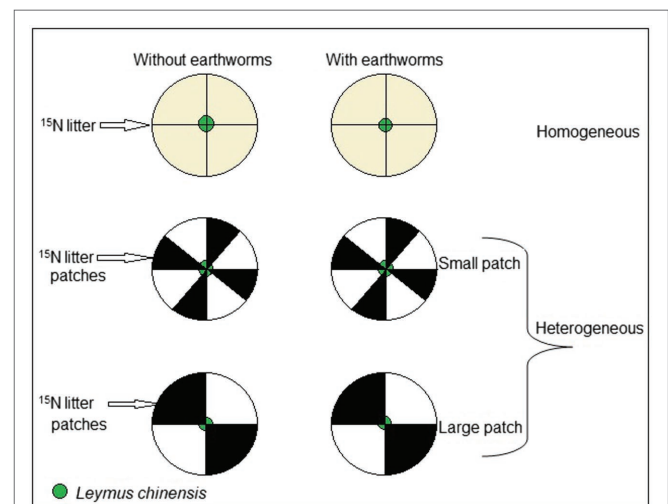 Without earthworms
With earthworms
¹⁵N litter
Homogeneous
¹⁵N litter
patches
Small patch
Heterogeneous
¹⁵N litter
patches
Large patch
Leymus chinensis